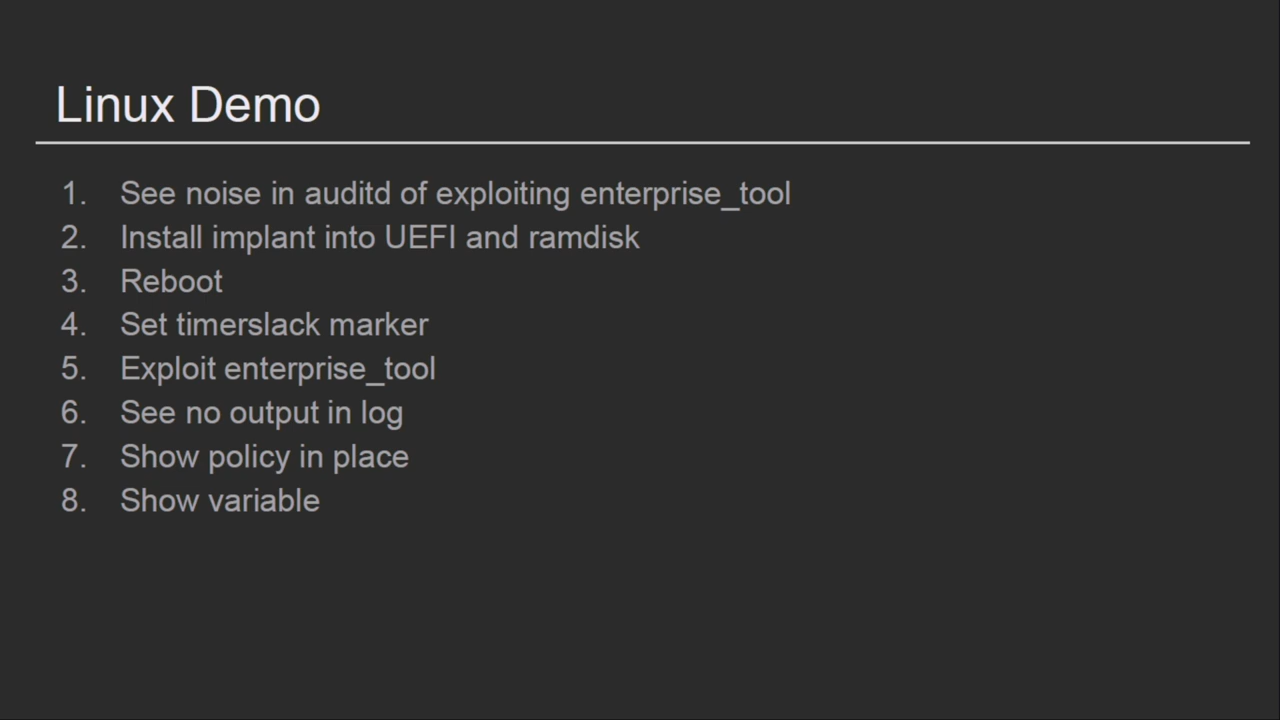 Linux Demo
1. See noise in auditd of exploiting enterprise_tool
2. Install implant into UEFI and ramdisk
3. Reboot
4. Set timerslack marker
5. Exploit enterprise_tool
6. See no output in log
7. Show policy in place
8. Show variable